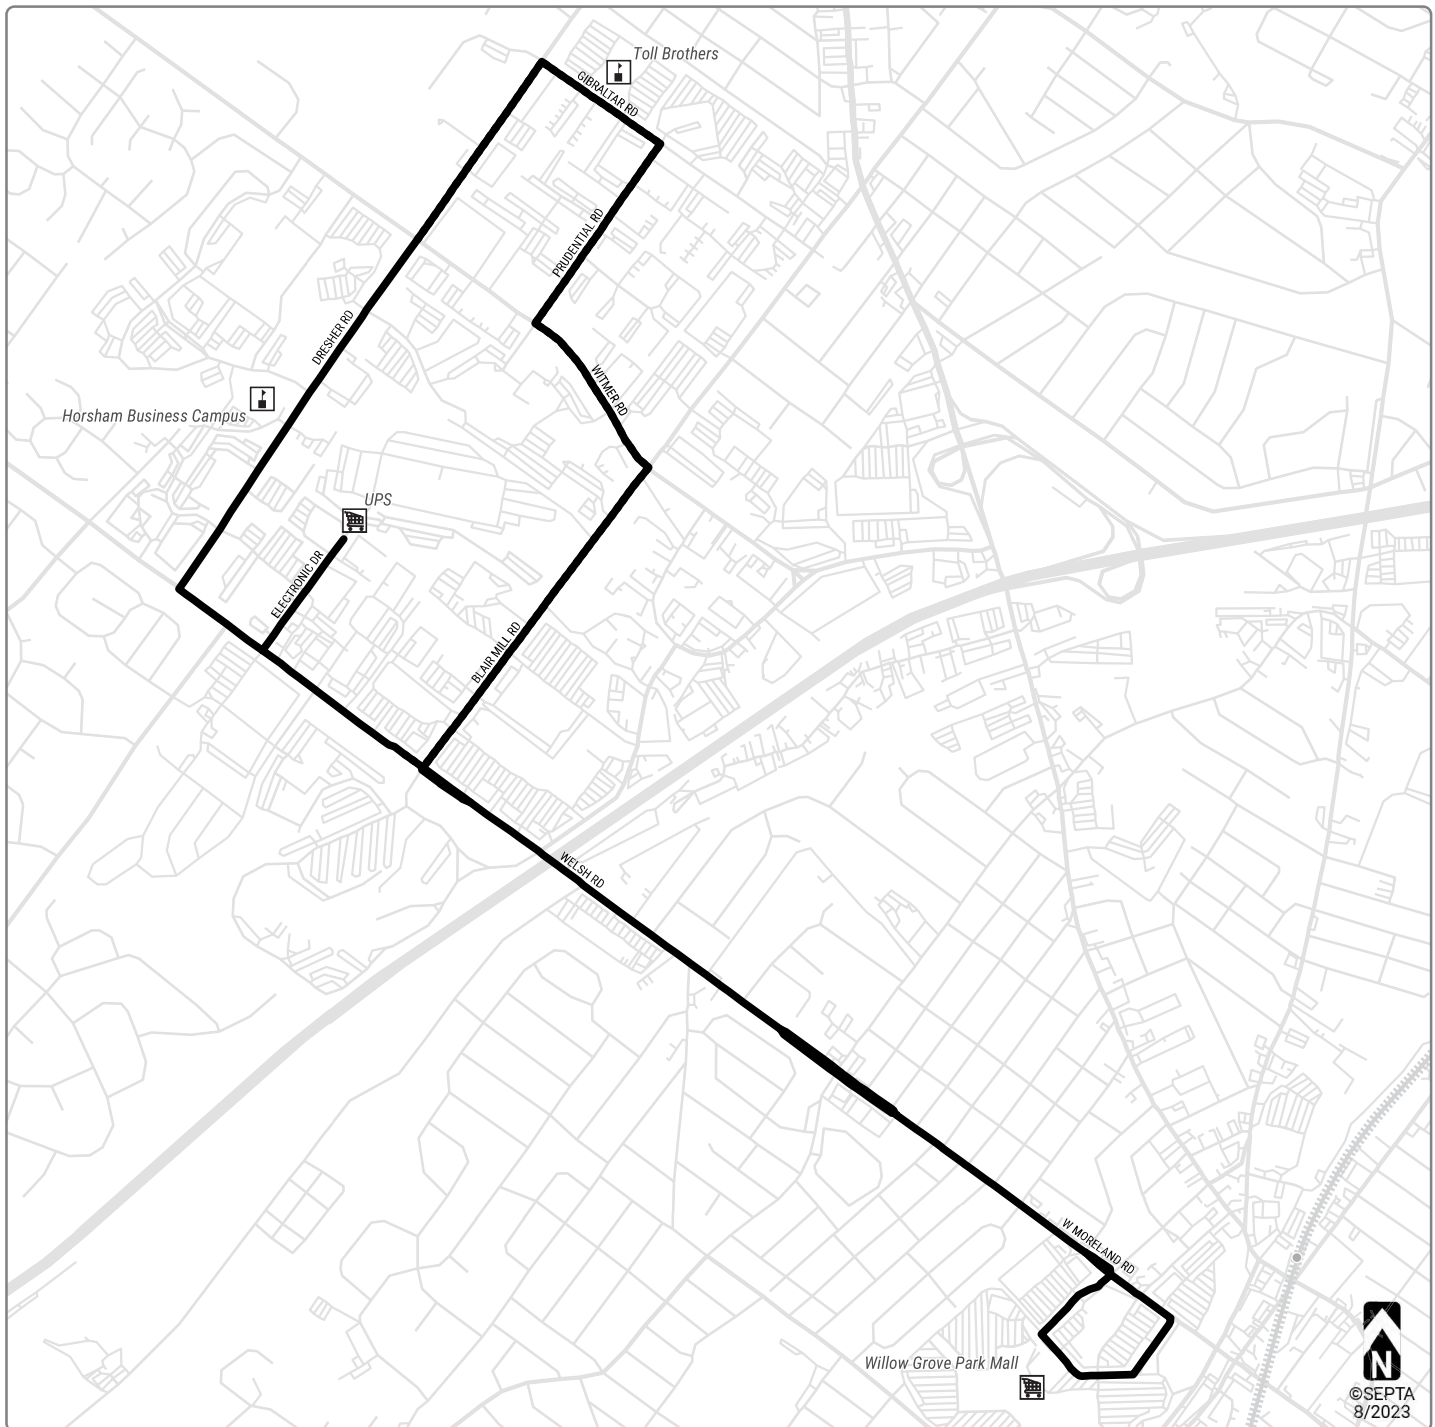 Toll Brothers
GIBRALTAR RD
PRUDENTIAL RD
DRESHER RD
WITMER RD
Horsham Business Campus
UPS
ELECTRONIC DR
BLAIR MILL RD
WELSH RD
W MORELAND RD
Willow Grove Park Mall
N
©SEPTA
8/2023